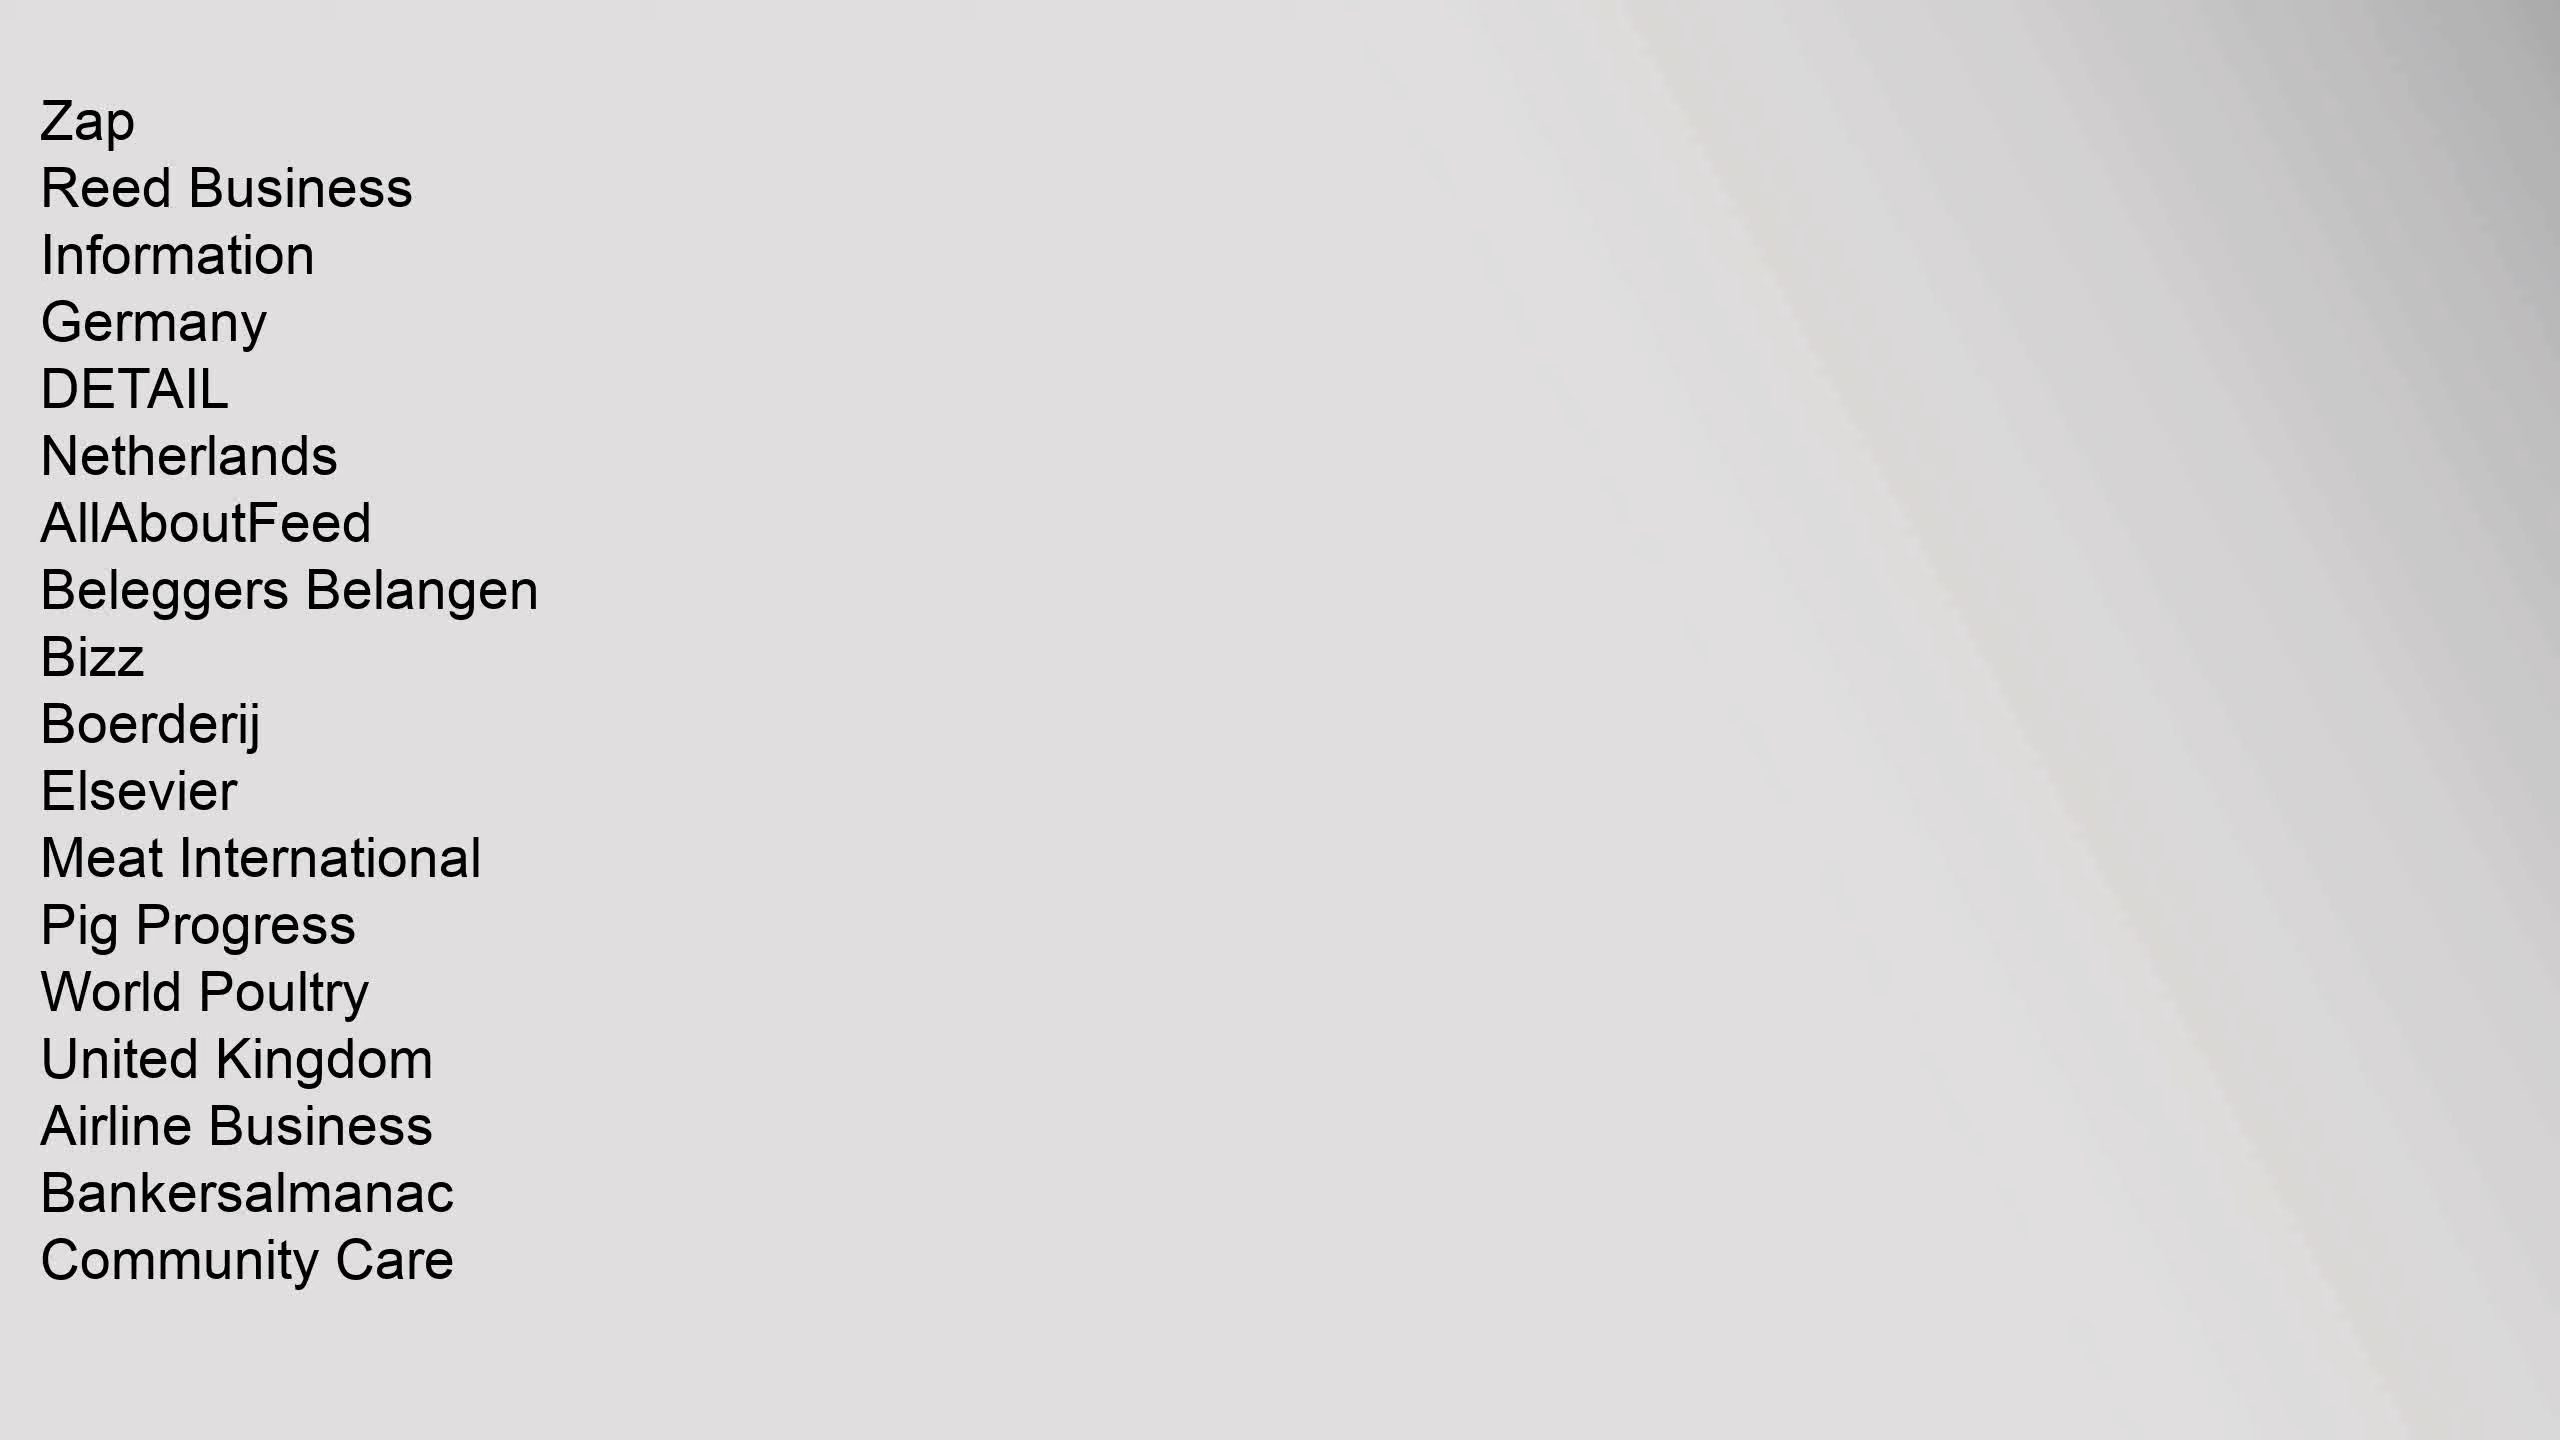 Zap
Reed Business
Information
Germany
DETAIL
Netherlands
AllAboutFeed
Beleggers Belangen
Bizz
Boerderij
Elsevier
Meat International
Pig Progress
World Poultry
United Kingdom
Airline Business
Bankersalmanac
Community Care